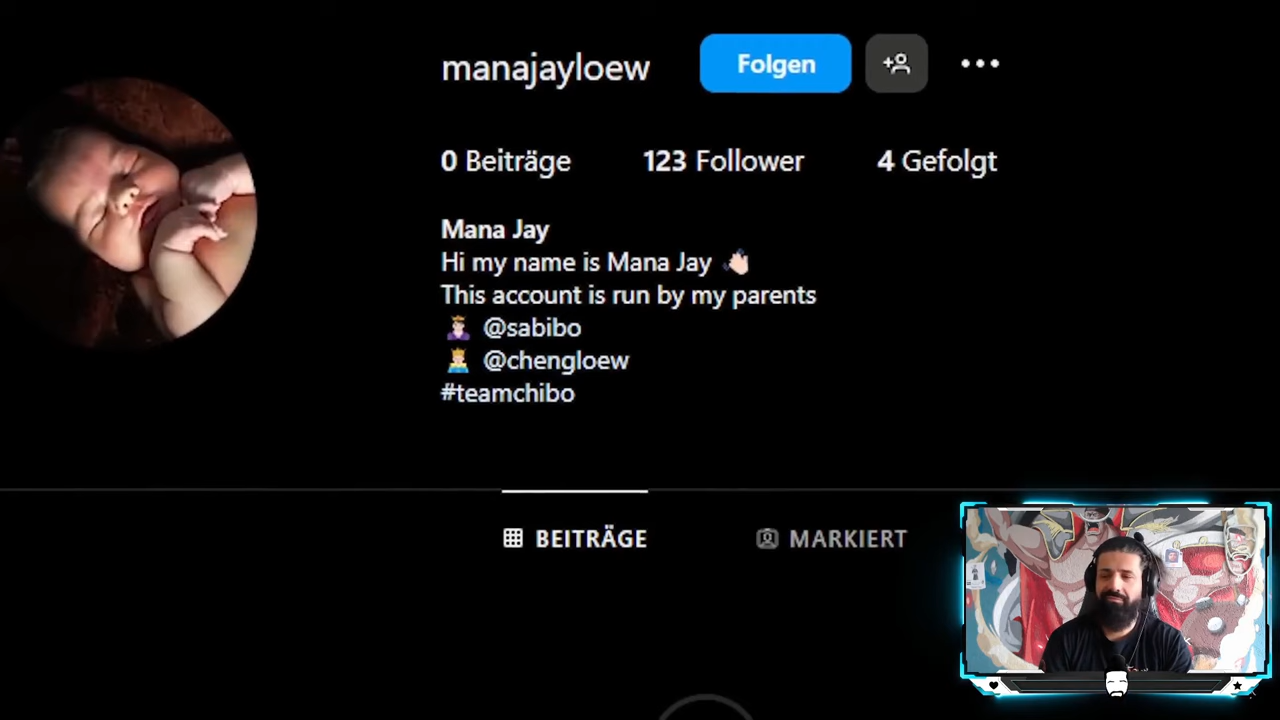 manajayloew Folgen
0 Beiträge 123 Follower 4 Gefolgt
Mana Jay
Hi my name is Mana Jay 👋🏻
This account is run by my parents
🤴🏻 @sabibo
👸🏻 @chengloew
#teamchibo
BEITRÄGE MARKIERT